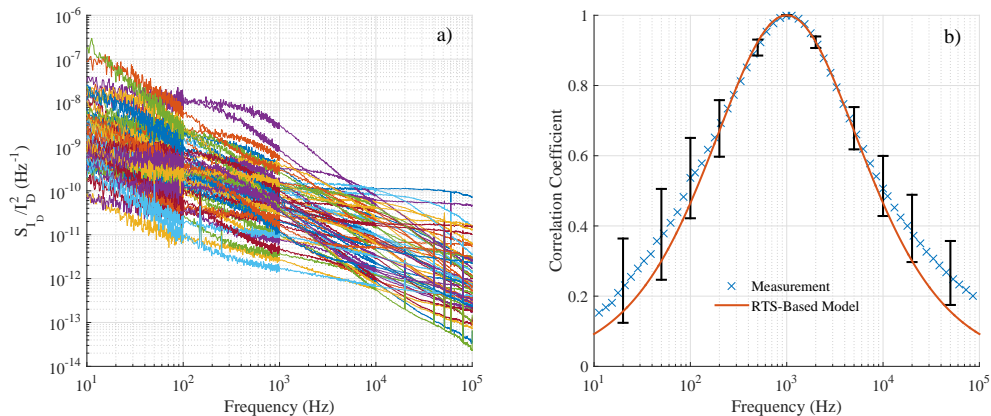 a)
S_I_D /I_D^2 (Hz^-1)
10^-6
10^-7
10^-8
10^-9
10^-10
10^-11
10^-12
10^-13
10^-14
10^1 10^2 10^3 10^4 10^5
Frequency (Hz)
b)
Correlation Coefficient
1
0.8
0.6
0.4
0.2
0
Measurement
RTS-Based Model
10^1 10^2 10^3 10^4 10^5
Frequency (Hz)